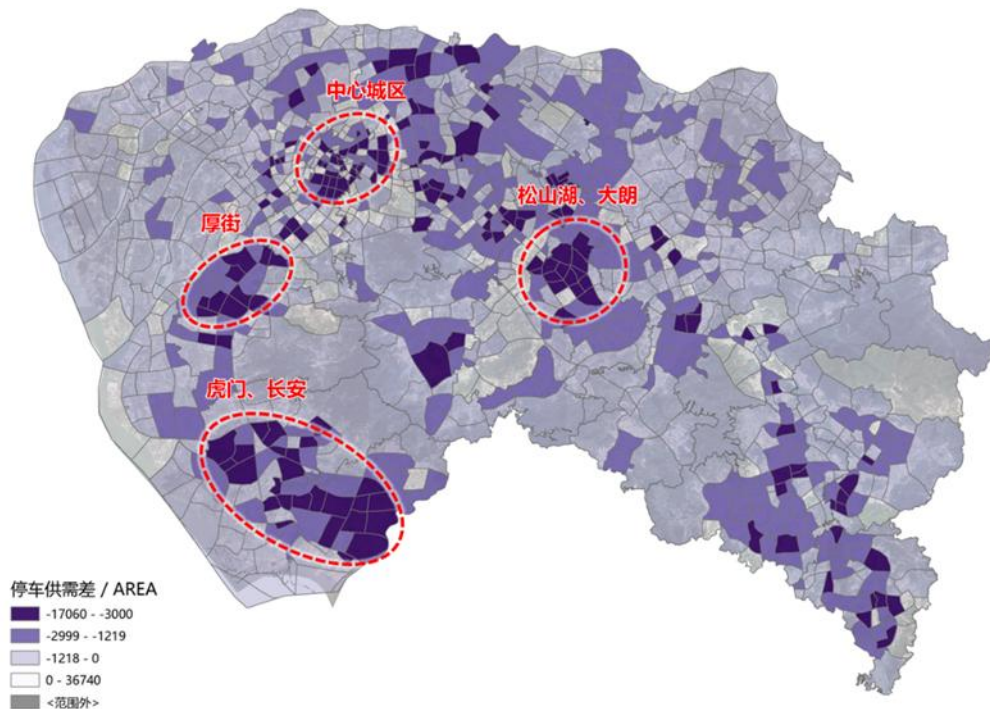 中心城区
松山湖、大朗
厚街
虎门、长安
停车供需差 / AREA
-17060 - -3000
-2999 - -1219
-1218 - 0
0 - 36740
<范围外>